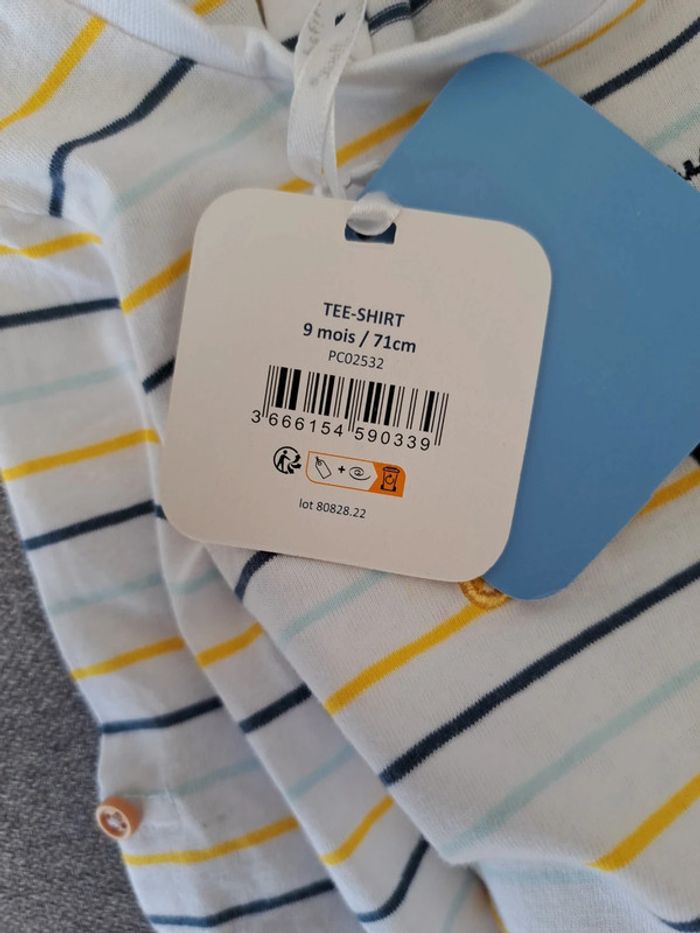 TEE-SHIRT
9 mois / 71cm
PC02532
3 666154 590339
lot 80828.22